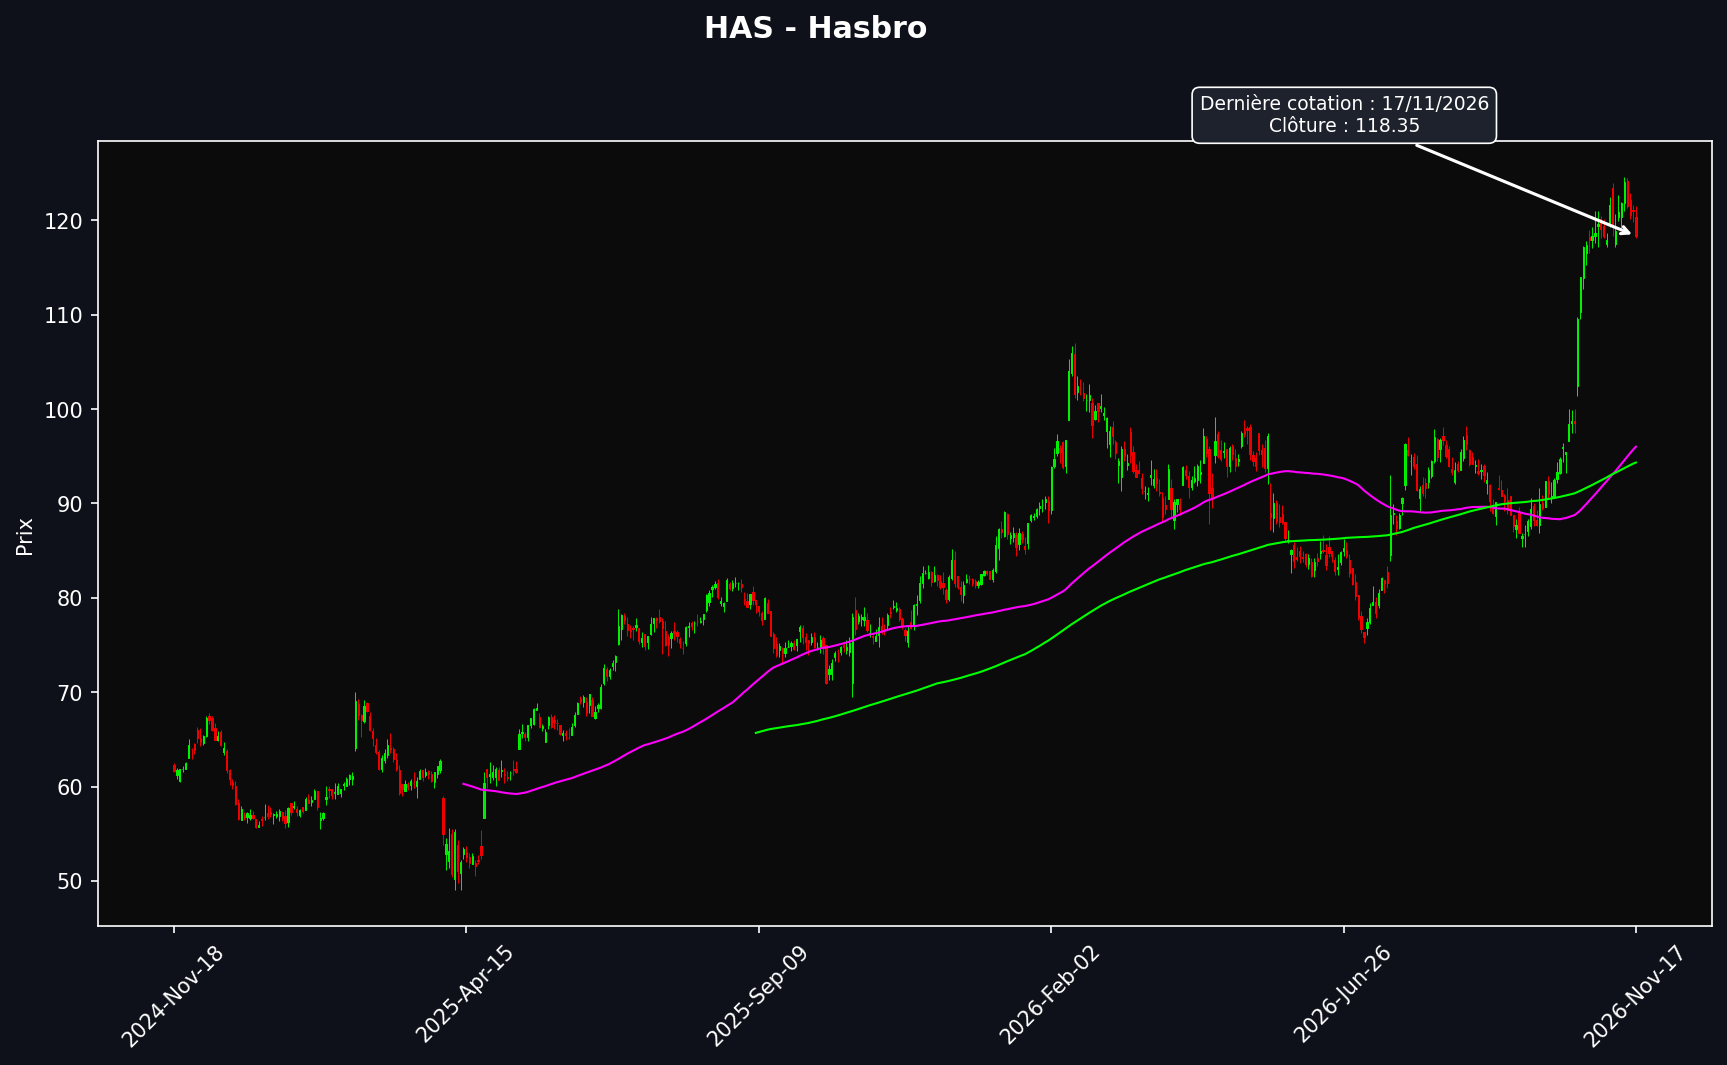 HAS - Hasbro
Dernière cotation : 17/11/2026
Clôture : 118.35
Prix
120
110
100
90
80
70
60
50
2024-Nov-18
2025-Apr-15
2025-Sep-09
2026-Feb-02
2026-Jun-26
2026-Nov-17